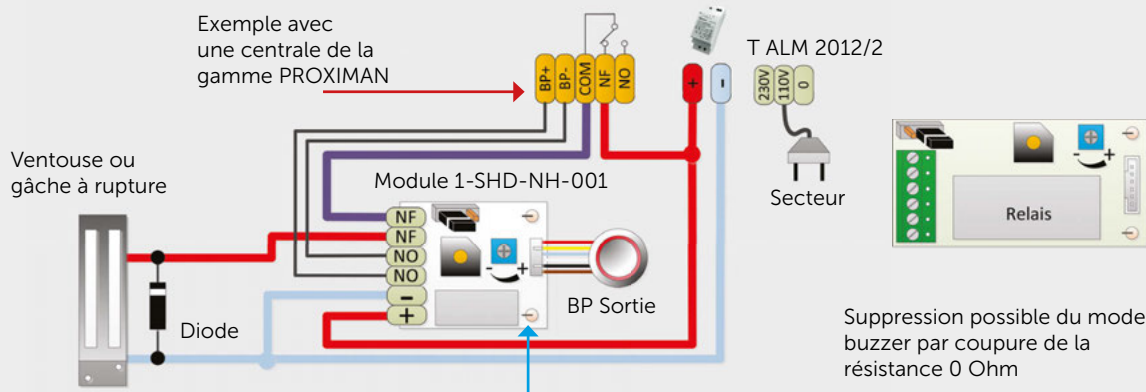 Exemple avec
une centrale de la
gamme PROXIMAN
BP+
BP-
COM
NF
NO
+
-
T ALM 2012/2
230V
110V
0
Secteur
Ventouse ou
gâche à rupture
Module 1-SHD-NH-001
NF
NF
NO
NO
-
+
- +
BP Sortie
Diode
- +
Relais
Suppression possible du mode
buzzer par coupure de la
résistance 0 Ohm